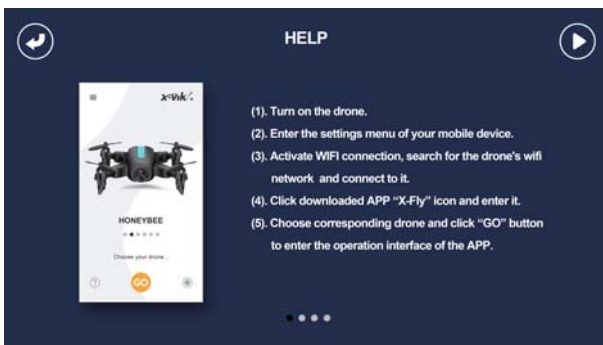 HELP
x-vik
HONEYBEE
Choose your drone...
GO
(1). Turn on the drone.
(2). Enter the settings menu of your mobile device.
(3). Activate WIFI connection, search for the drone's wifi
network and connect to it.
(4). Click downloaded APP “X-Fly” icon and enter it.
(5). Choose corresponding drone and click “GO” button
to enter the operation interface of the APP.